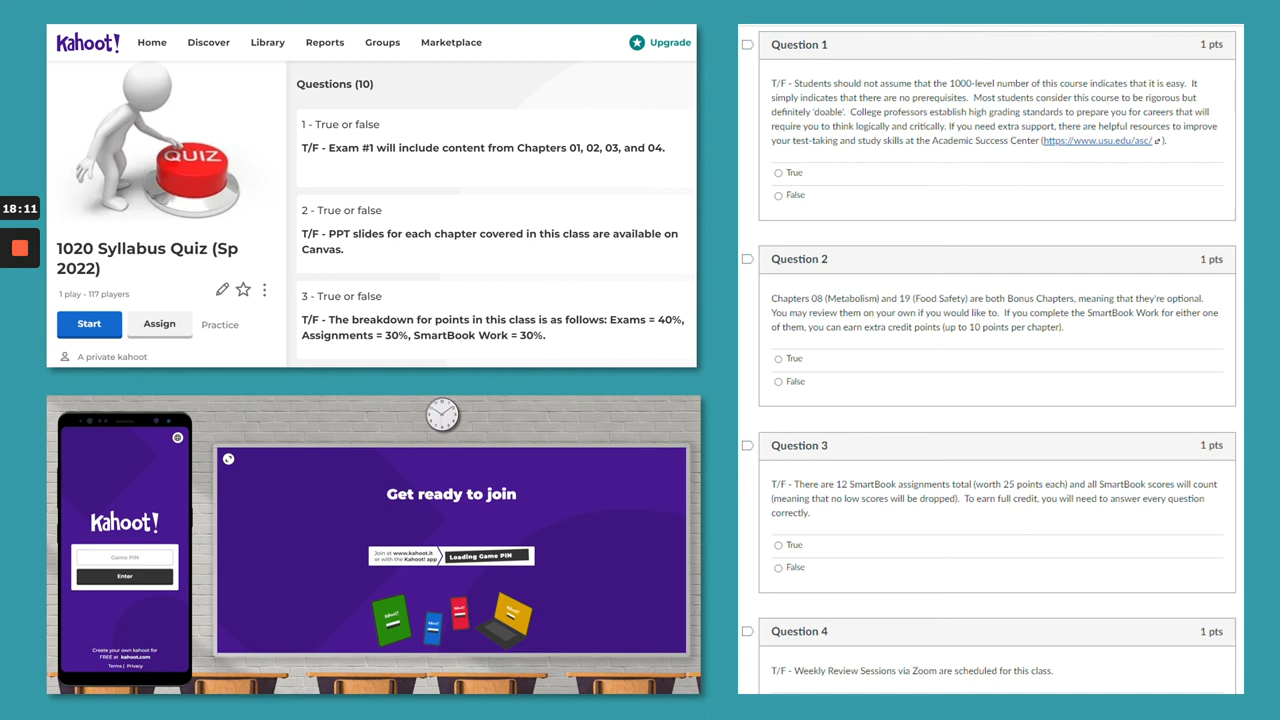 Kahoot!
Home Discover Library Reports Groups Marketplace
Upgrade
QUIZ
1020 Syllabus Quiz (Sp
2022)
1 play • 117 players
Start Assign Practice
A private kahoot
Questions (10)
1 - True or false
T/F - Exam #1 will include content from Chapters 01, 02, 03, and 04.
2 - True or false
T/F - PPT slides for each chapter covered in this class are available on
Canvas.
3 - True or false
T/F - The breakdown for points in this class is as follows: Exams = 40%,
Assignments = 30%, SmartBook Work = 30%.
18:11
Kahoot!
Game PIN
Enter
Create your own kahoot for
FREE at kahoot.com
Terms | Privacy
Get ready to join
Join at www.kahoot.it
or with the Kahoot! app
Loading Game PIN
Kahoot!
Kahoot!
Kahoot!
Kahoot!
Question 1 1 pts
T/F - Students should not assume that the 1000-level number of this course indicates that it is easy. It
simply indicates that there are no prerequisites. Most students consider this course to be rigorous but
definitely 'doable'. College professors establish high grading standards to prepare you for careers that will
require you to think logically and critically. If you need extra support, there are helpful resources to improve
your test-taking and study skills at the Academic Success Center (https://www.usu.edu/asc/ ).
True
False
Question 2 1 pts
Chapters 08 (Metabolism) and 19 (Food Safety) are both Bonus Chapters, meaning that they're optional.
You may review them on your own if you would like to. If you complete the SmartBook Work for either one
of them, you can earn extra credit points (up to 10 points per chapter).
True
False
Question 3 1 pts
T/F - There are 12 SmartBook assignments total (worth 25 points each) and all SmartBook scores will count
(meaning that no low scores will be dropped). To earn full credit, you will need to answer every question
correctly.
True
False
Question 4 1 pts
T/F - Weekly Review Sessions via Zoom are scheduled for this class.